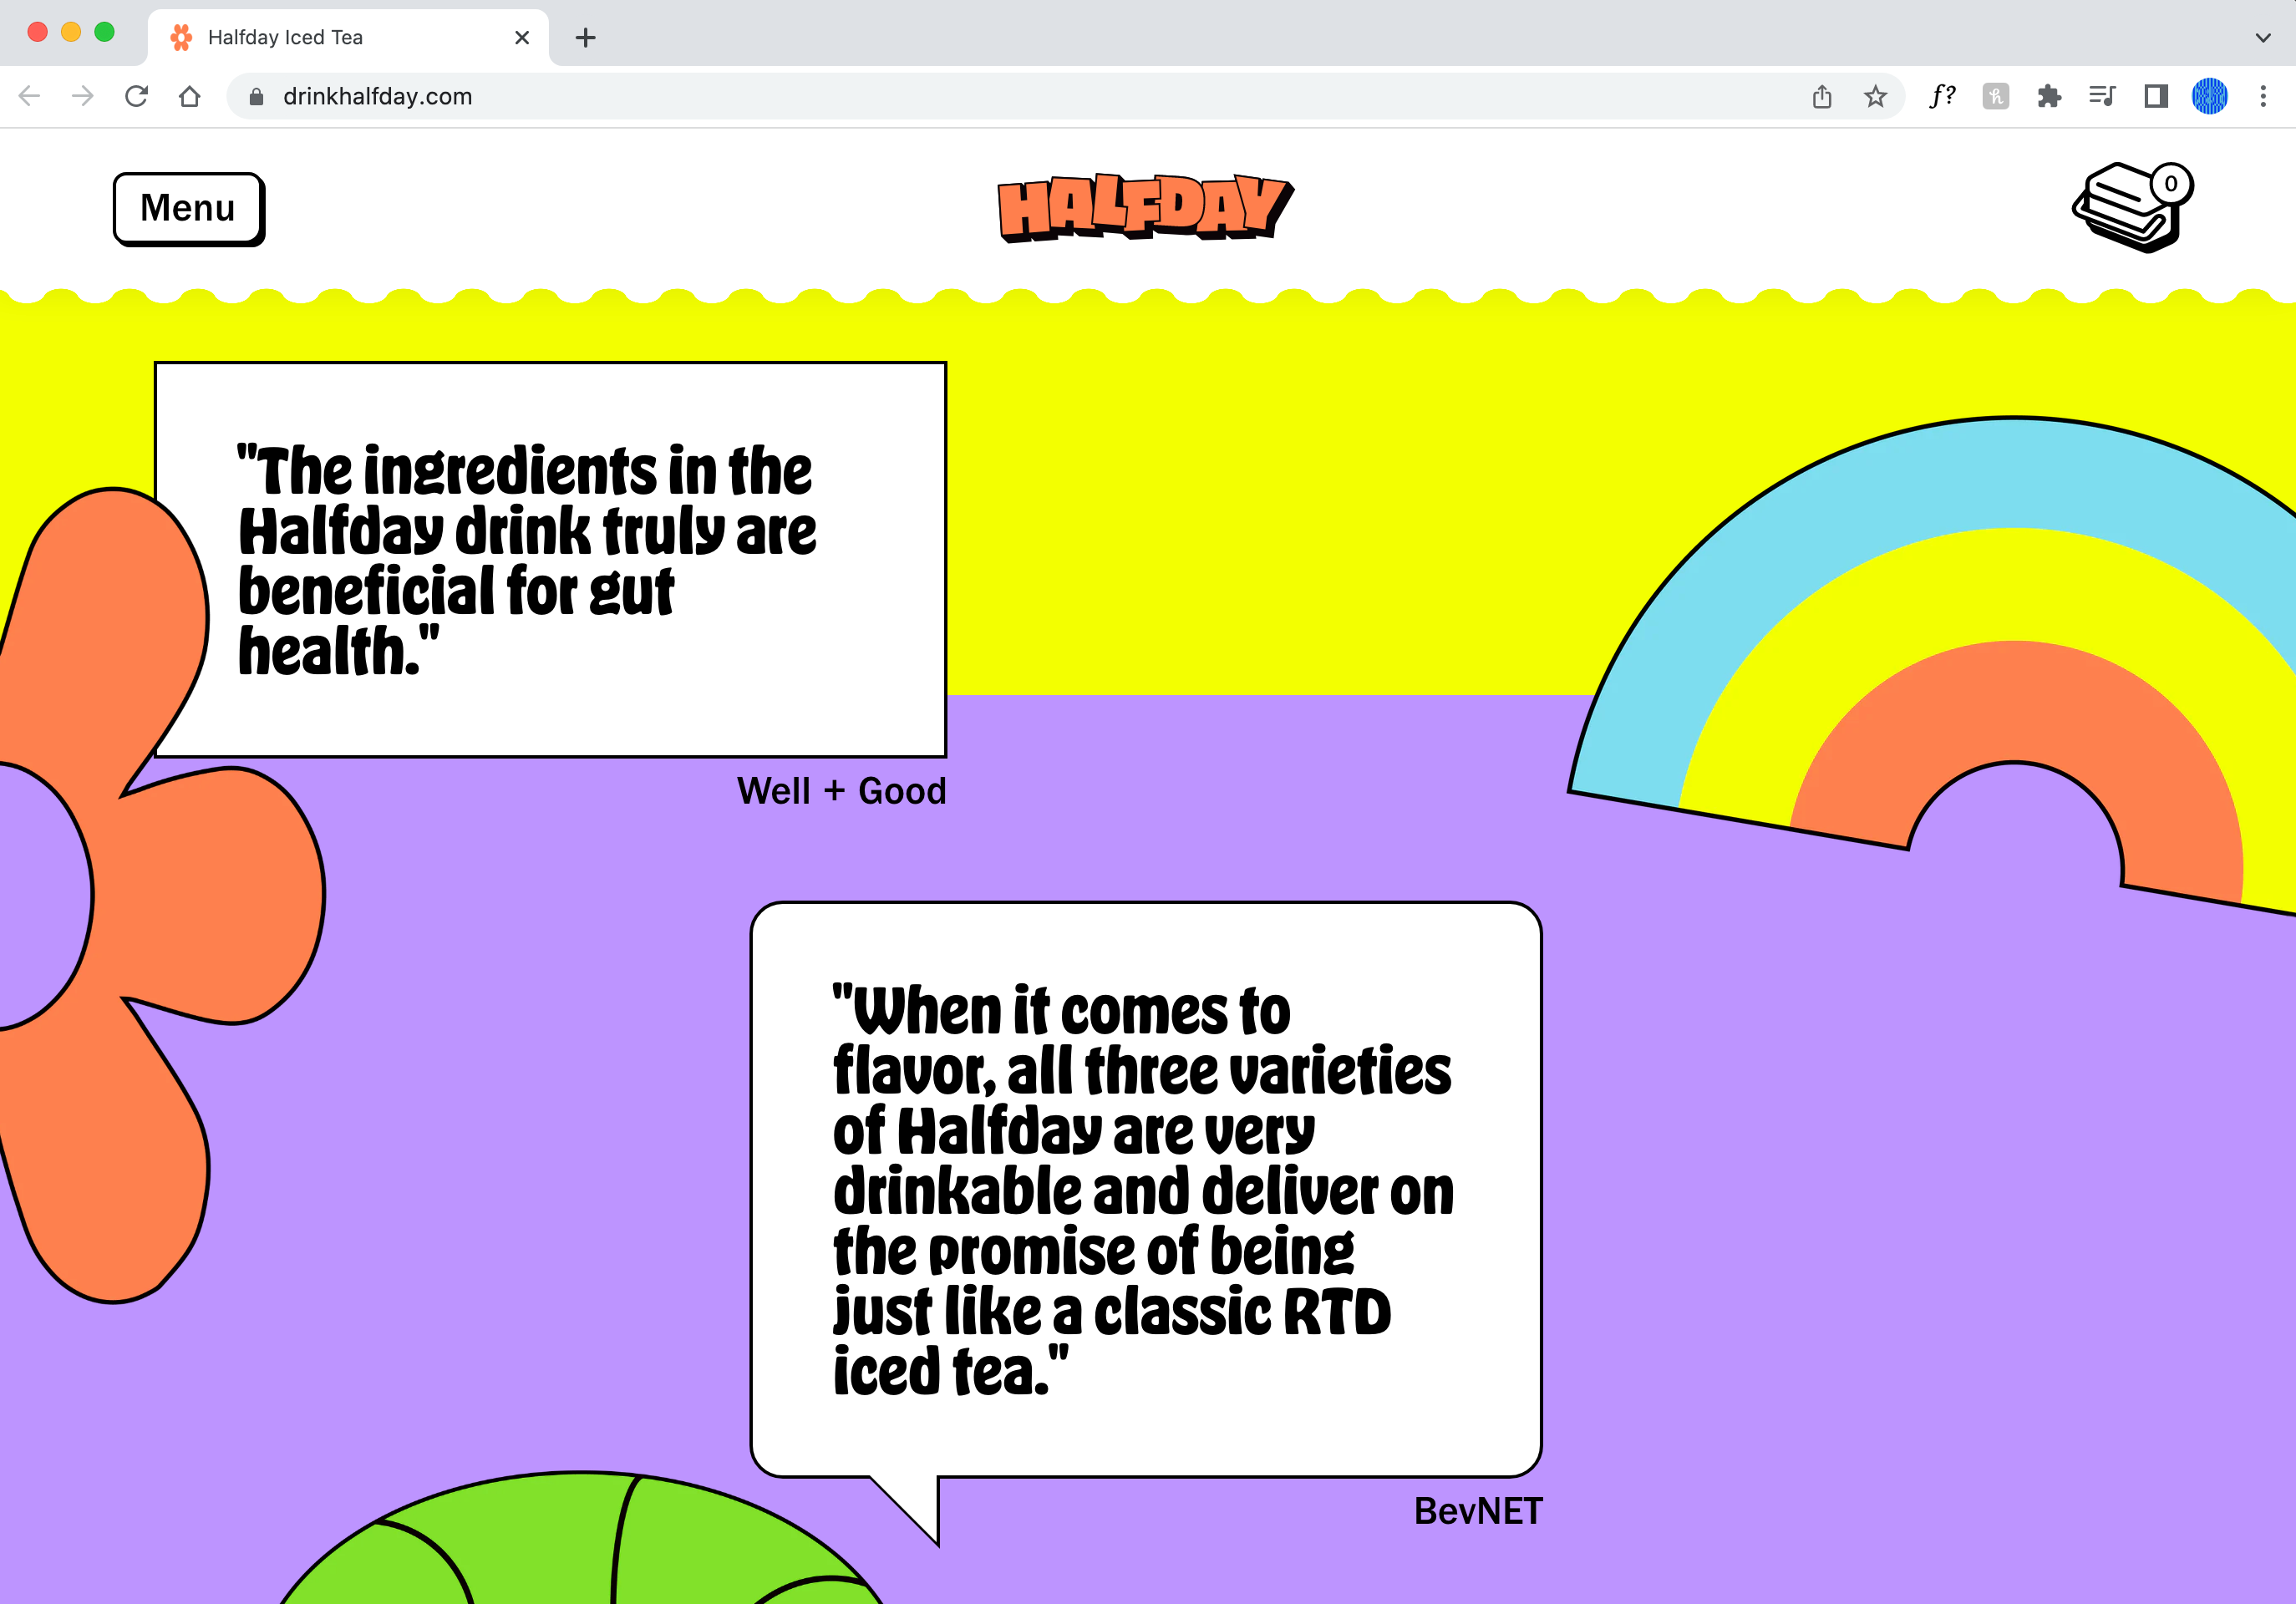 Halfday Iced Tea
drinkhalfday.com
f?
h
Menu
HALFDAY
0
"The ingredients in the
Halfday drink truly are
beneficial for gut
health."
Well + Good
"When it comes to
flavor, all three varieties
of Halfday are very
drinkable and deliver on
the promise of being
just like a classic RTD
iced tea."
BevNET